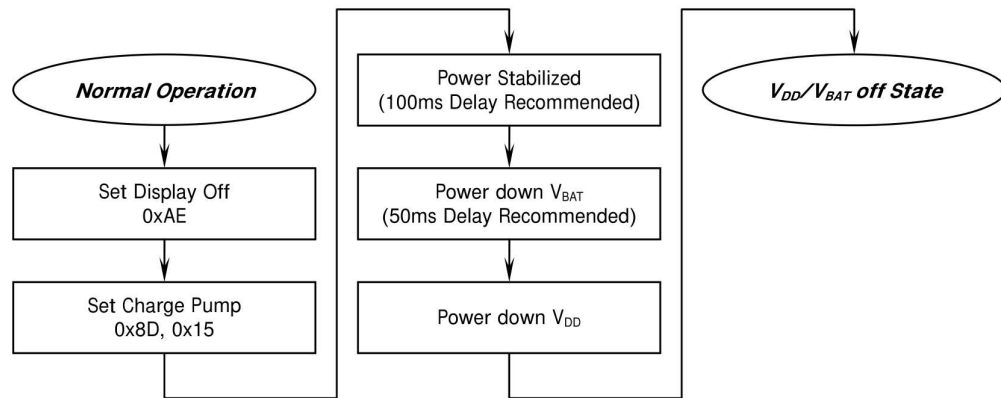 Normal Operation
Set Display Off
0xAE
Set Charge Pump
0x8D, 0x15
Power Stabilized
(100ms Delay Recommended)
Power down VBAT
(50ms Delay Recommended)
Power down VDD
VDD/VBAT off State